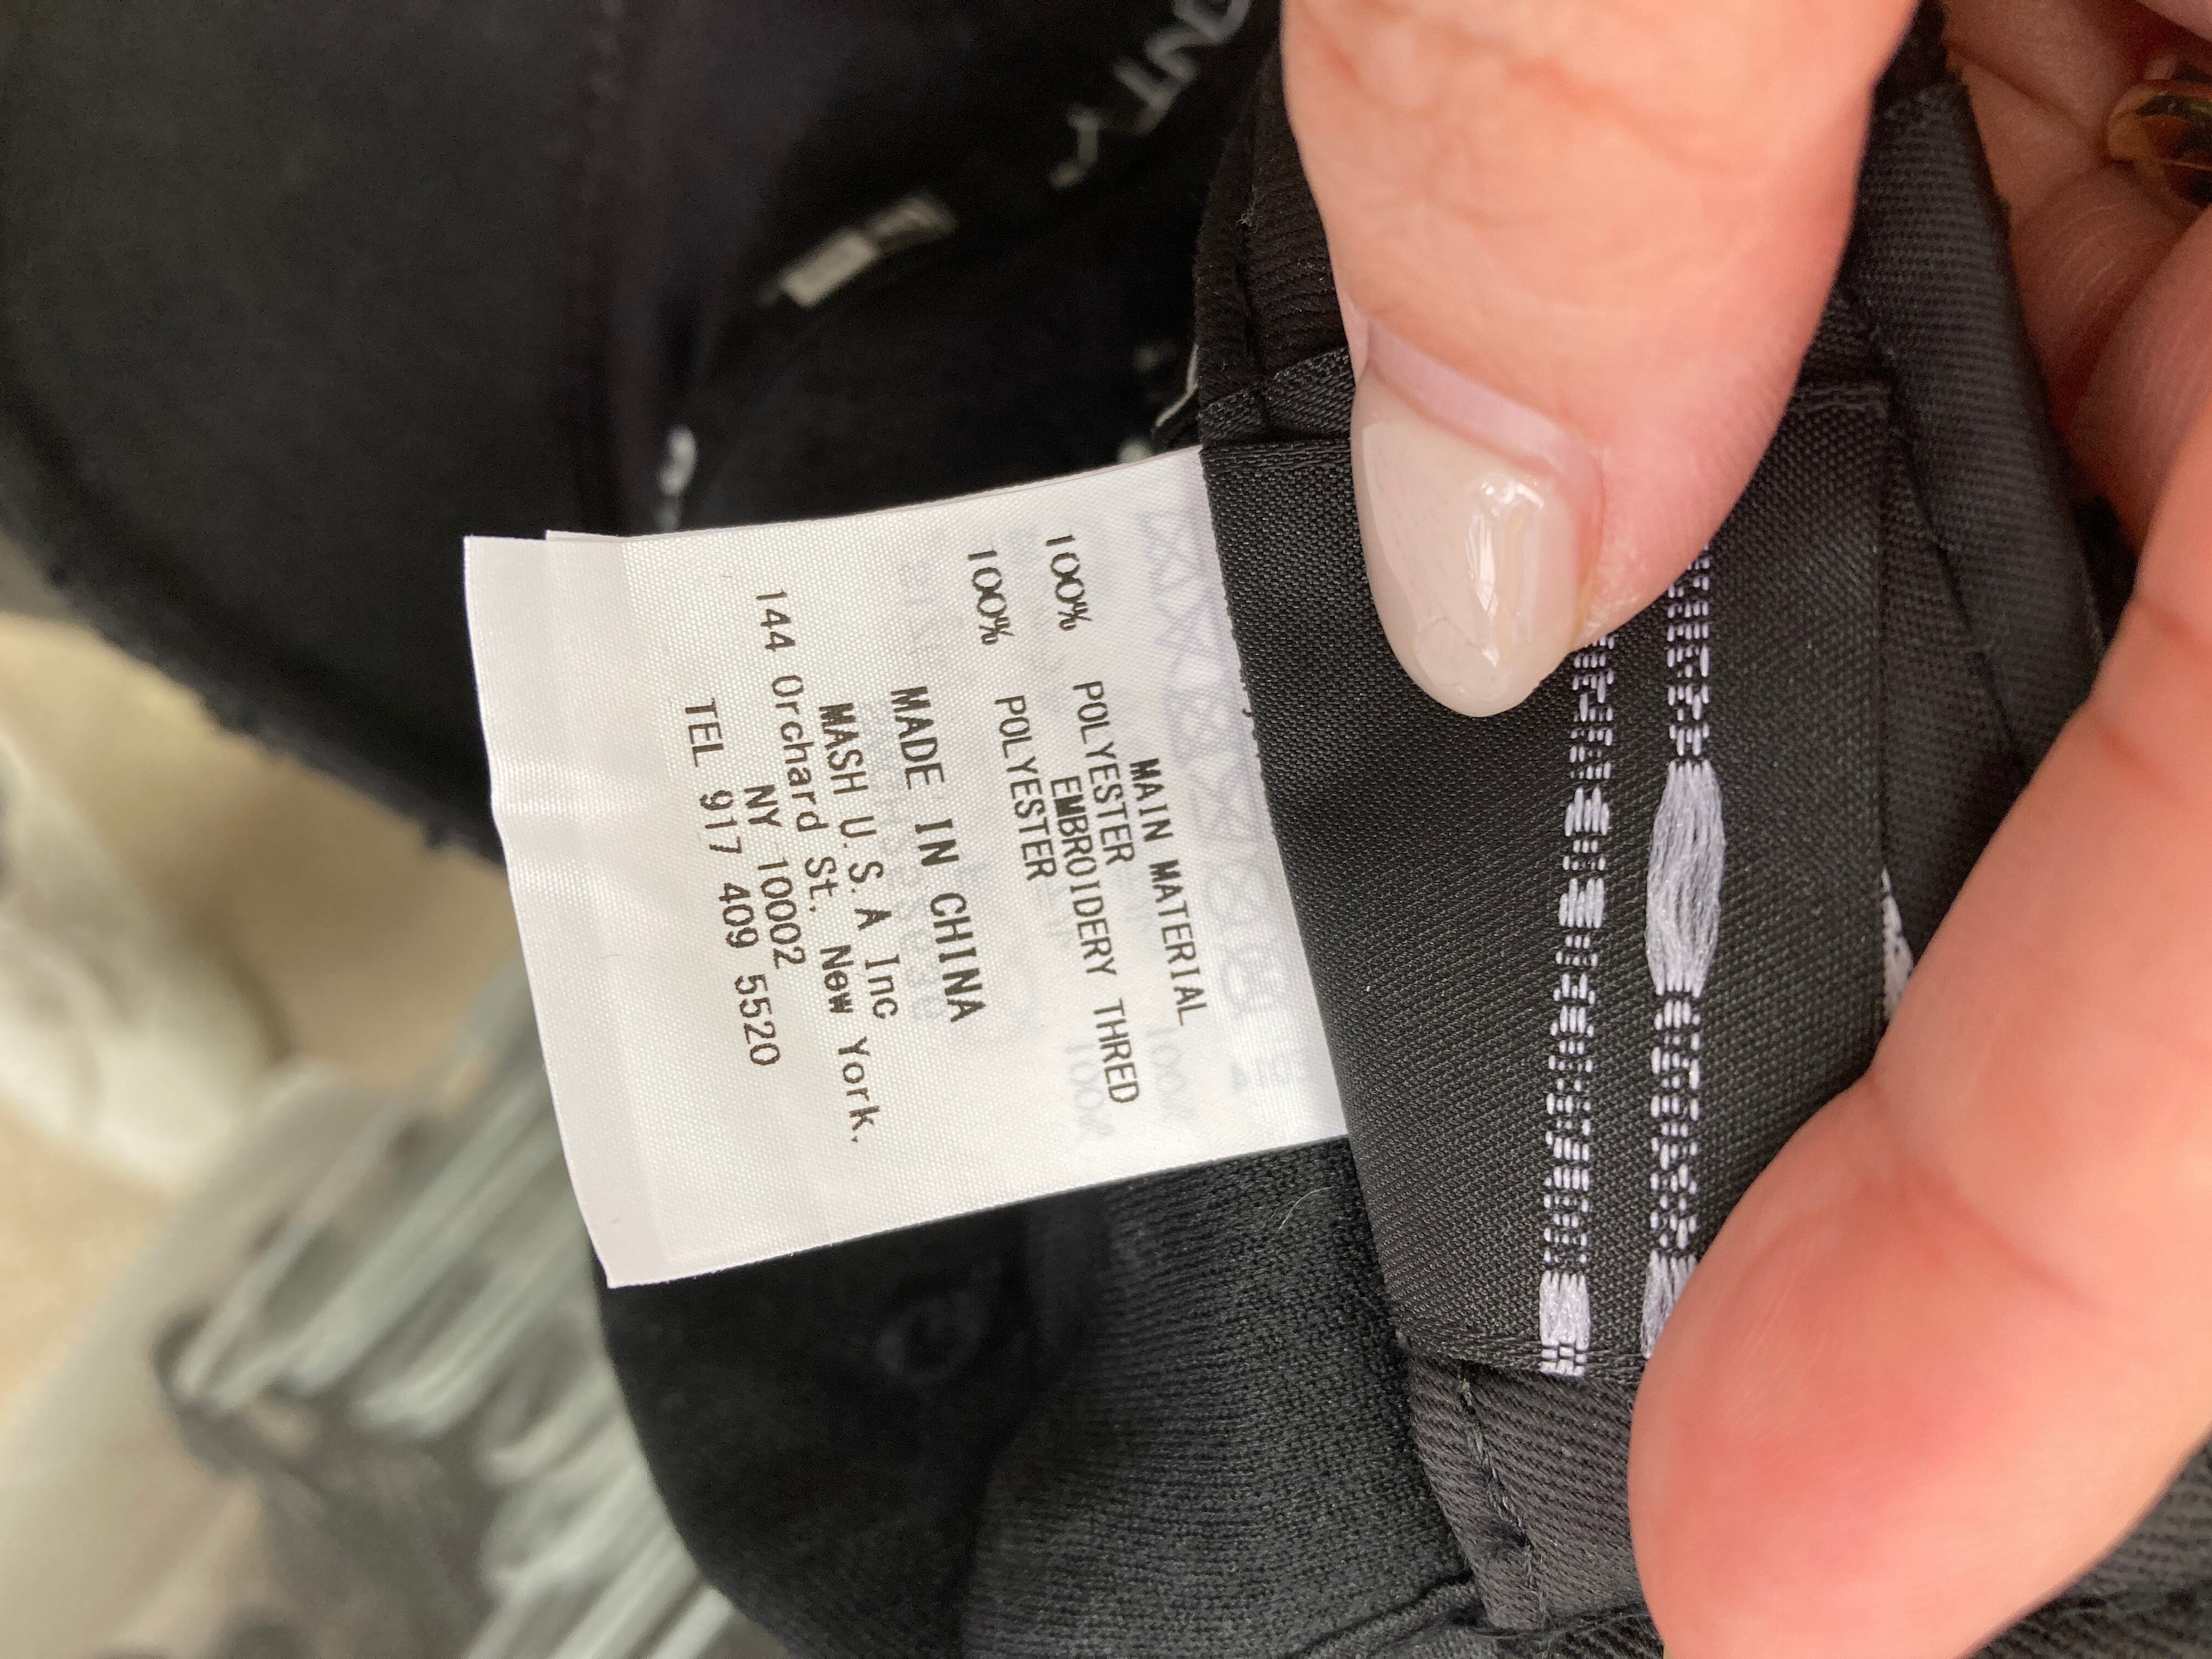 MAIN MATERIAL
100% POLYESTER
EMBROIDERY THRED
100% POLYESTER
MADE IN CHINA
MASH U.S.A Inc
144 Orchard St. New York.
NY 10002
TEL 917 409 5520